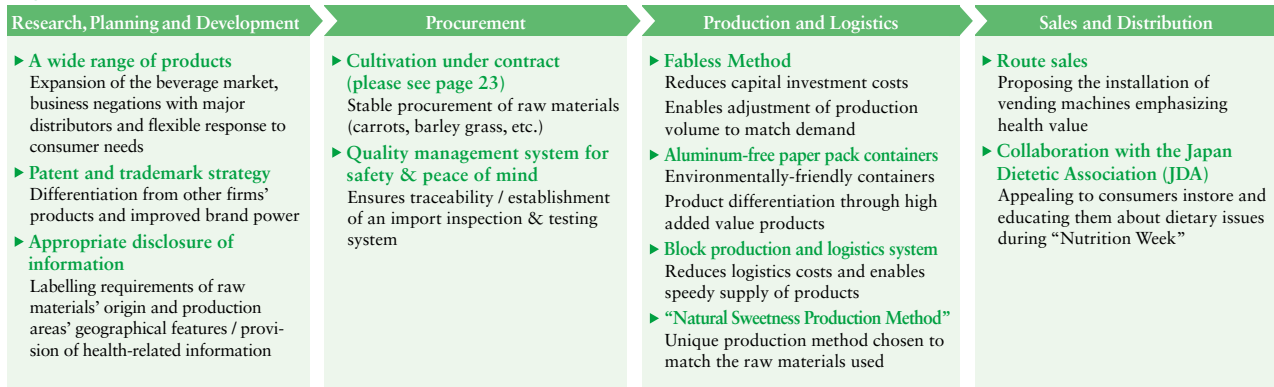 Research, Planning and Development
▶ A wide range of products
Expansion of the beverage market,
business negations with major
distributors and flexible response to
consumer needs
▶ Patent and trademark strategy
Differentiation from other firms'
products and improved brand power
▶ Appropriate disclosure of
information
Labelling requirements of raw
materials' origin and production
areas' geographical features / provi-
sion of health-related information
Procurement
▶ Cultivation under contract
(please see page 23)
Stable procurement of raw materials
(carrots, barley grass, etc.)
▶ Quality management system for
safety & peace of mind
Ensures traceability / establishment
of an import inspection & testing
system
Production and Logistics
▶ Fabless Method
Reduces capital investment costs
Enables adjustment of production
volume to match demand
▶ Aluminum-free paper pack containers
Environmentally-friendly containers
Product differentiation through high
added value products
▶ Block production and logistics system
Reduces logistics costs and enables
speedy supply of products
▶ “Natural Sweetness Production Method”
Unique production method chosen to
match the raw materials used
Sales and Distribution
▶ Route sales
Proposing the installation of
vending machines emphasizing
health value
▶ Collaboration with the Japan
Dietetic Association (JDA)
Appealing to consumers instore and
educating them about dietary issues
during “Nutrition Week”